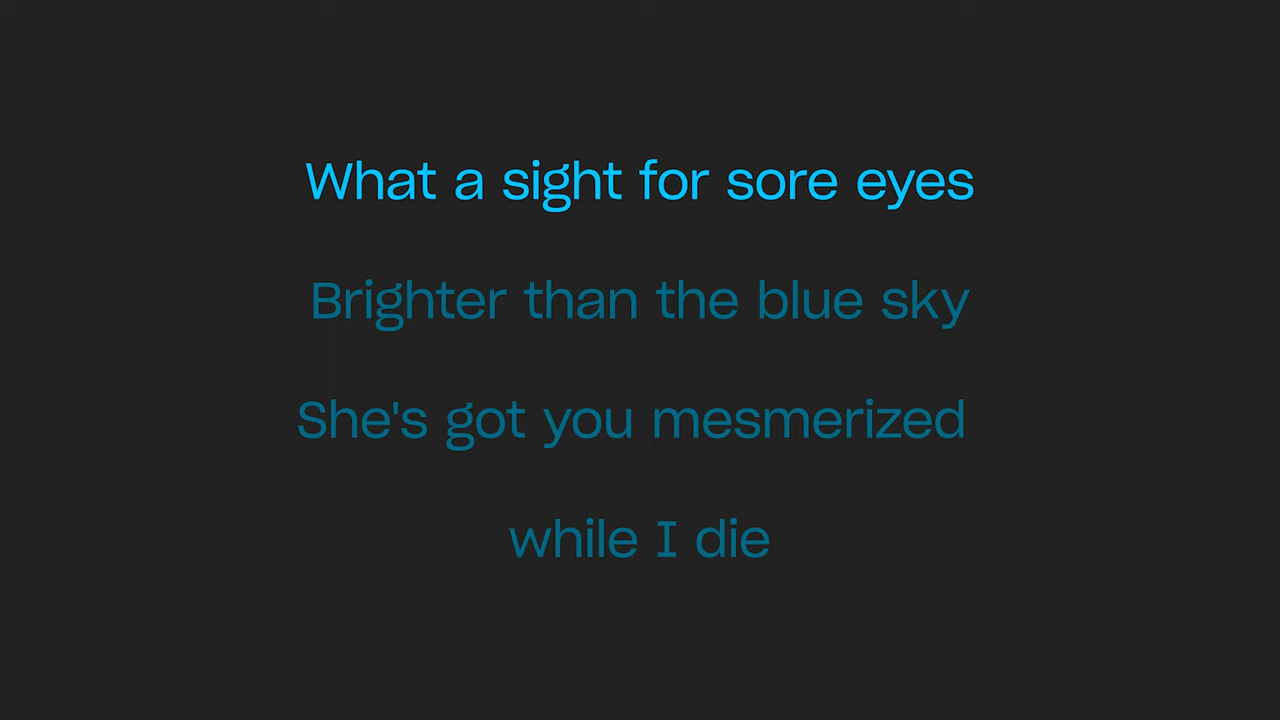 What a sight for sore eyes
Brighter than the blue sky
She's got you mesmerized
while I die